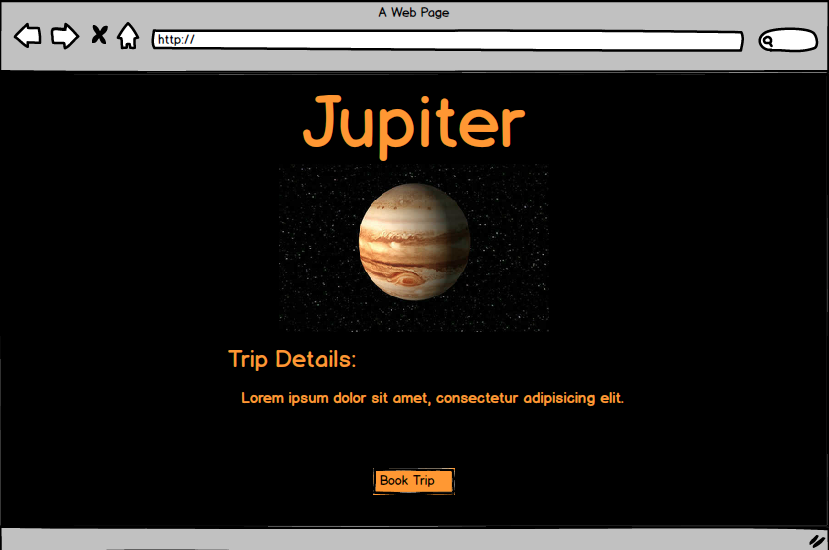 A Web Page
http://
Jupiter
Trip Details:
Lorem ipsum dolor sit amet, consectetur adipisicing elit.
Book Trip